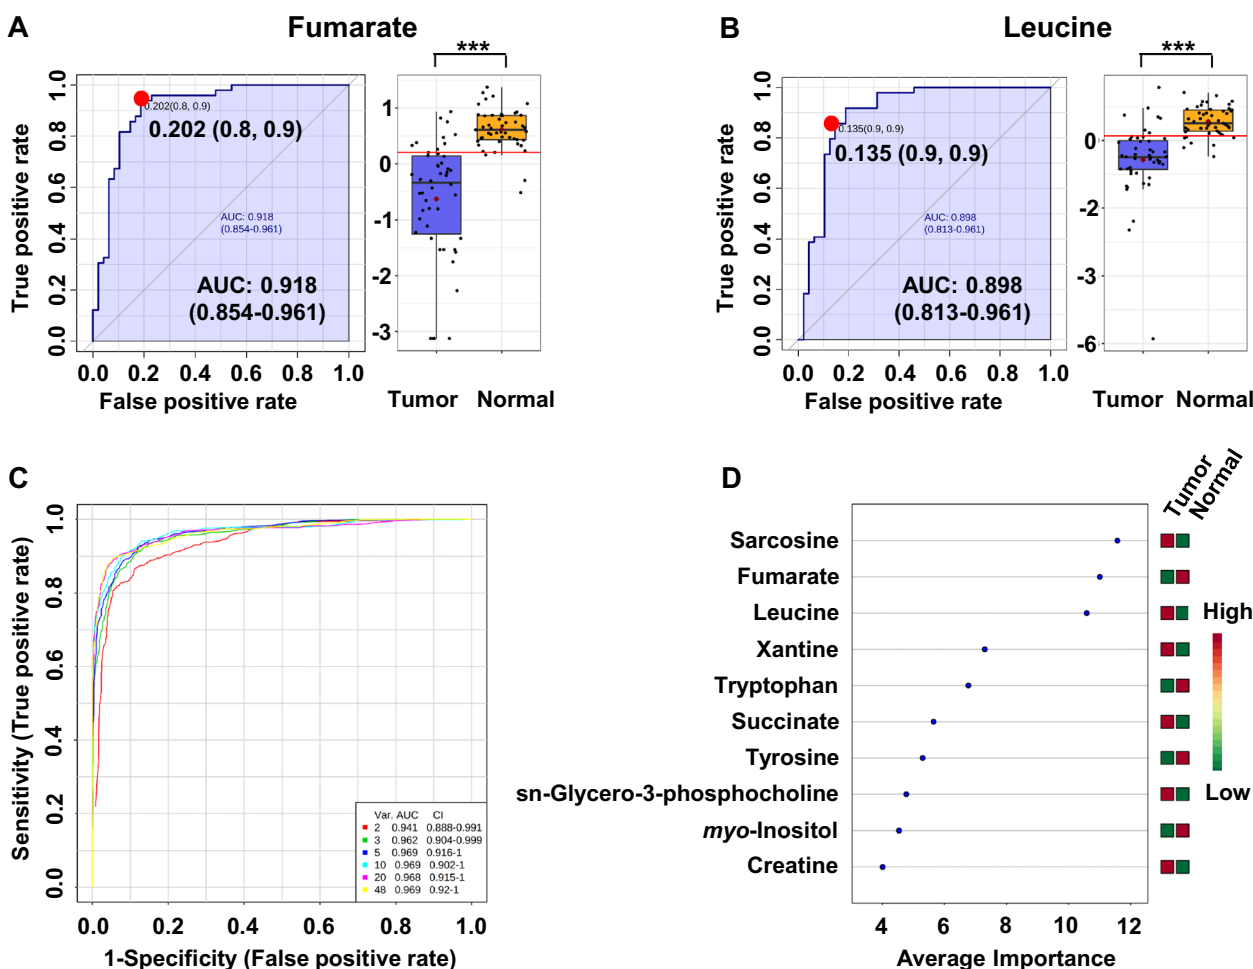 A
Fumarate
***
True positive rate
1.0
0.8
0.6
0.4
0.2
0.0
0.202(0.8, 0.9)
0.202 (0.8, 0.9)
AUC: 0.918
(0.854-0.961)
AUC: 0.918
(0.854-0.961)
0.0 0.2 0.4 0.6 0.8 1.0
False positive rate
1
0
-1
-2
-3
Tumor Normal
B
Leucine
***
True positive rate
1.0
0.8
0.6
0.4
0.2
0.0
0.135(0.9, 0.9)
0.135 (0.9, 0.9)
AUC: 0.898
(0.813-0.961)
AUC: 0.898
(0.813-0.961)
0.0 0.2 0.4 0.6 0.8 1.0
False positive rate
0
-2
-3
-6
Tumor Normal
C
Sensitivity (True positive rate)
1.0
0.8
0.6
0.4
0.2
0.0
Var. AUC CI
2 0.941 0.888-0.991
3 0.962 0.904-0.999
5 0.969 0.916-1
10 0.969 0.902-1
20 0.968 0.915-1
48 0.969 0.92-1
0.0 0.2 0.4 0.6 0.8 1.0
1-Specificity (False positive rate)
D
Tumor
Normal
Sarcosine
Fumarate
Leucine
Xantine
Tryptophan
Succinate
Tyrosine
sn-Glycero-3-phosphocholine
myo-Inositol
Creatine
High
Low
4 6 8 10 12
Average Importance